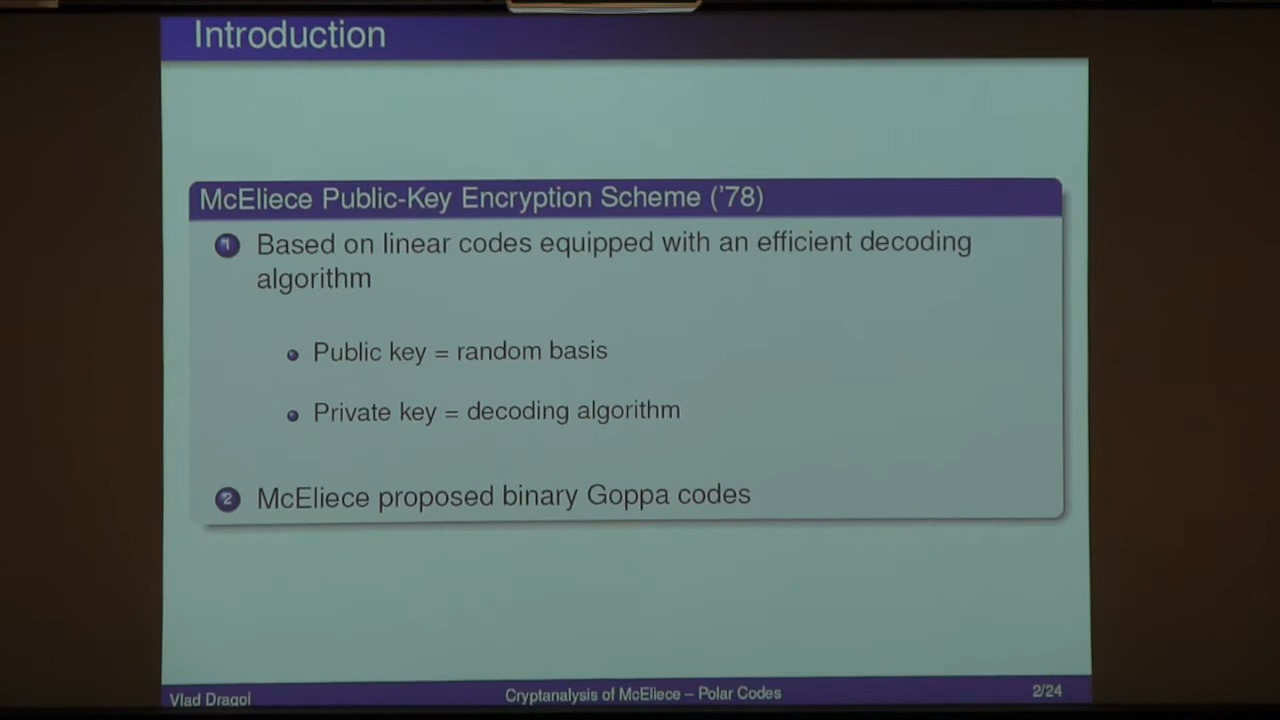 Introduction
McEliece Public-Key Encryption Scheme ('78)
1 Based on linear codes equipped with an efficient decoding
algorithm
Public key = random basis
Private key = decoding algorithm
2 McEliece proposed binary Goppa codes
Vlad Dragoi Cryptanalysis of McEliece – Polar Codes 2/24